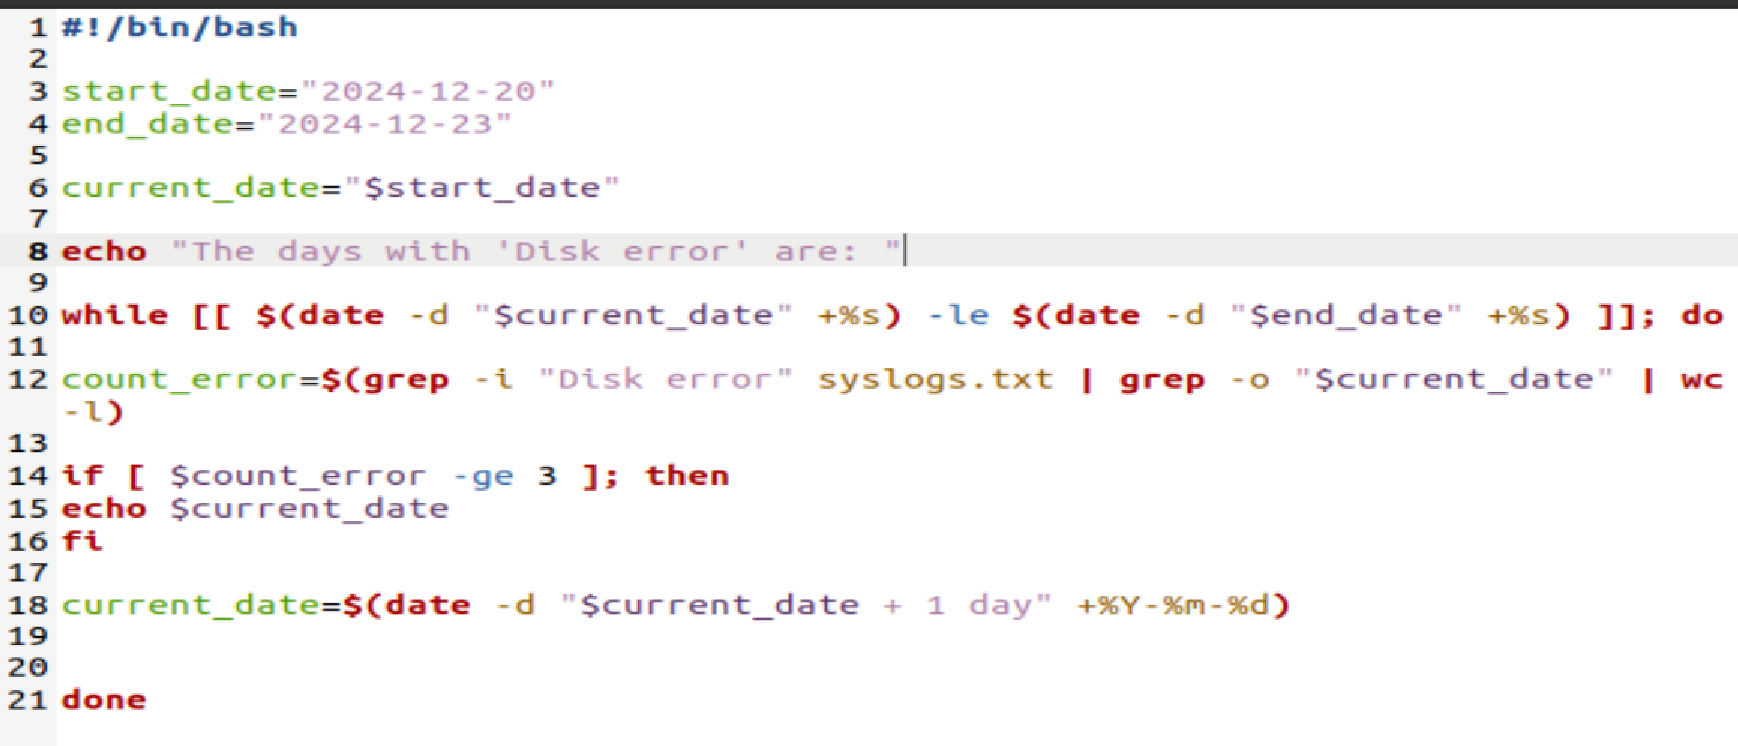 1 #!/bin/bash
2
3 start_date="2024-12-20"
4 end_date="2024-12-23"
5
6 current_date="$start_date"
7
8 echo "The days with 'Disk error' are: "
9
10 while [[ $(date -d "$current_date" +%s) -le $(date -d "$end_date" +%s) ]]; do
11
12 count_error=$(grep -i "Disk error" syslogs.txt | grep -o "$current_date" | wc
-l)
13
14 if [ $count_error -ge 3 ]; then
15 echo $current_date
16 fi
17
18 current_date=$(date -d "$current_date + 1 day" +%Y-%m-%d)
19
20
21 done